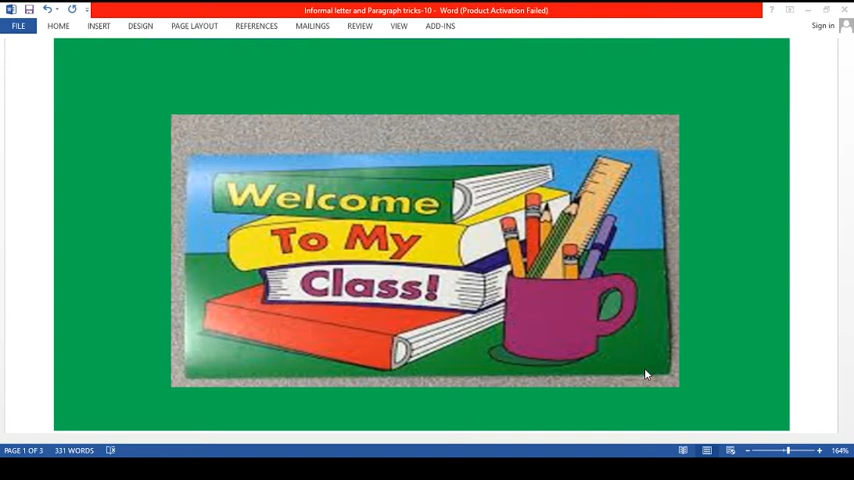 Informal letter and Paragraph tricks-10 - Word (Product Activation Failed)
FILE HOME INSERT DESIGN PAGE LAYOUT REFERENCES MAILINGS REVIEW VIEW ADD-INS Sign in
Welcome
To My
Class!
PAGE 1 OF 3 331 WORDS 164%